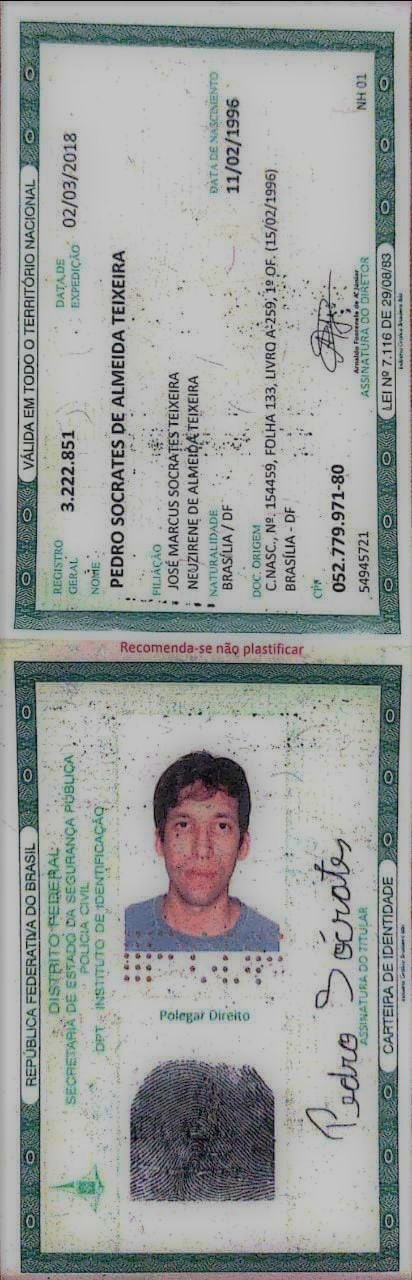 REPÚBLICA FEDERATIVA DO BRASIL
DISTRITO FEDERAL
SECRETARIA DE ESTADO DA SEGURANÇA PÚBLICA
POLÍCIA CIVIL
DPT - INSTITUTO DE IDENTIFICAÇÃO
Polegar Direito
Pedro Sócrates
ASSINATURA DO TITULAR
CARTEIRA DE IDENTIDADE
Recomenda-se não plastificar
VÁLIDA EM TODO O TERRITÓRIO NACIONAL
REGISTRO GERAL 3.222.851 DATA DE EXPEDIÇÃO 02/03/2018
NOME
PEDRO SOCRATES DE ALMEIDA TEIXEIRA
FILIAÇÃO
JOSÉ MARCUS SOCRATES TEIXEIRA
NEUZIRENE DE ALMEIDA TEIXEIRA
NATURALIDADE DATA DE NASCIMENTO
BRASÍLIA / DF 11/02/1996
DOC. ORIGEM
C.NASC., Nº. 154459, FOLHA 133, LIVRO A-259, 1º OF. (15/02/1996)
BRASÍLIA - DF
CPF
052.779.971-80
Arnaldo Fontenele de A. Júnior
54945721 ASSINATURA DO DIRETOR NH 01
LEI Nº 7.116 DE 29/08/83